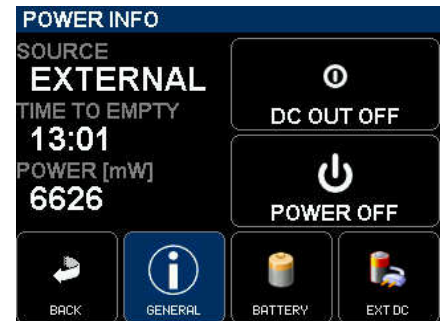 POWER INFO
SOURCE
EXTERNAL
TIME TO EMPTY
13:01
POWER [mW]
6626
DC OUT OFF
POWER OFF
BACK
GENERAL
BATTERY
EXT DC